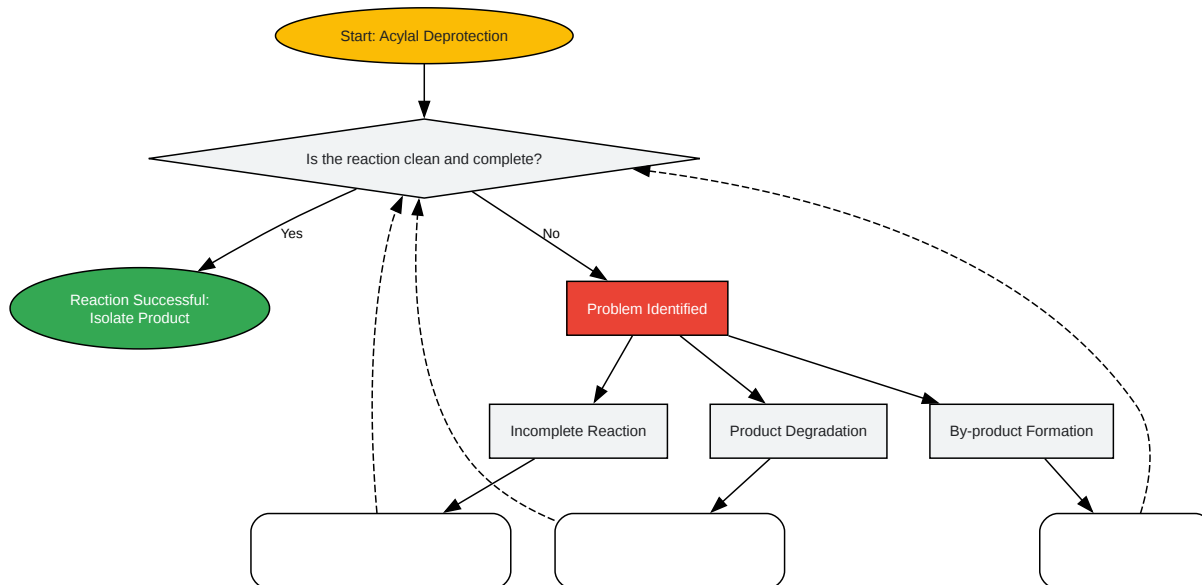 Start: Acylal Deprotection
Is the reaction clean and complete?
Yes
No
Reaction Successful:
Isolate Product
Problem Identified
Incomplete Reaction
Product Degradation
By-product Formation